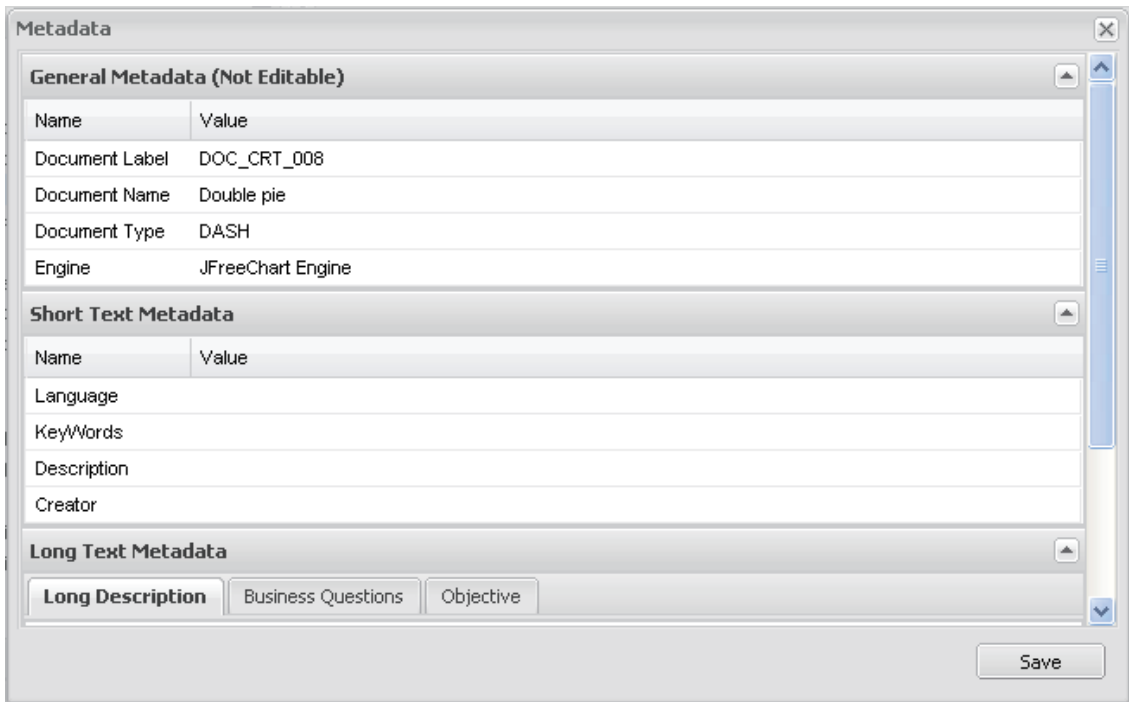 Metadata
General Metadata (Not Editable)
Name Value
Document Label DOC_CRT_008
Document Name Double pie
Document Type DASH
Engine JFreeChart Engine
Short Text Metadata
Name Value
Language
KeyWords
Description
Creator
Long Text Metadata
Long Description Business Questions Objective
Save